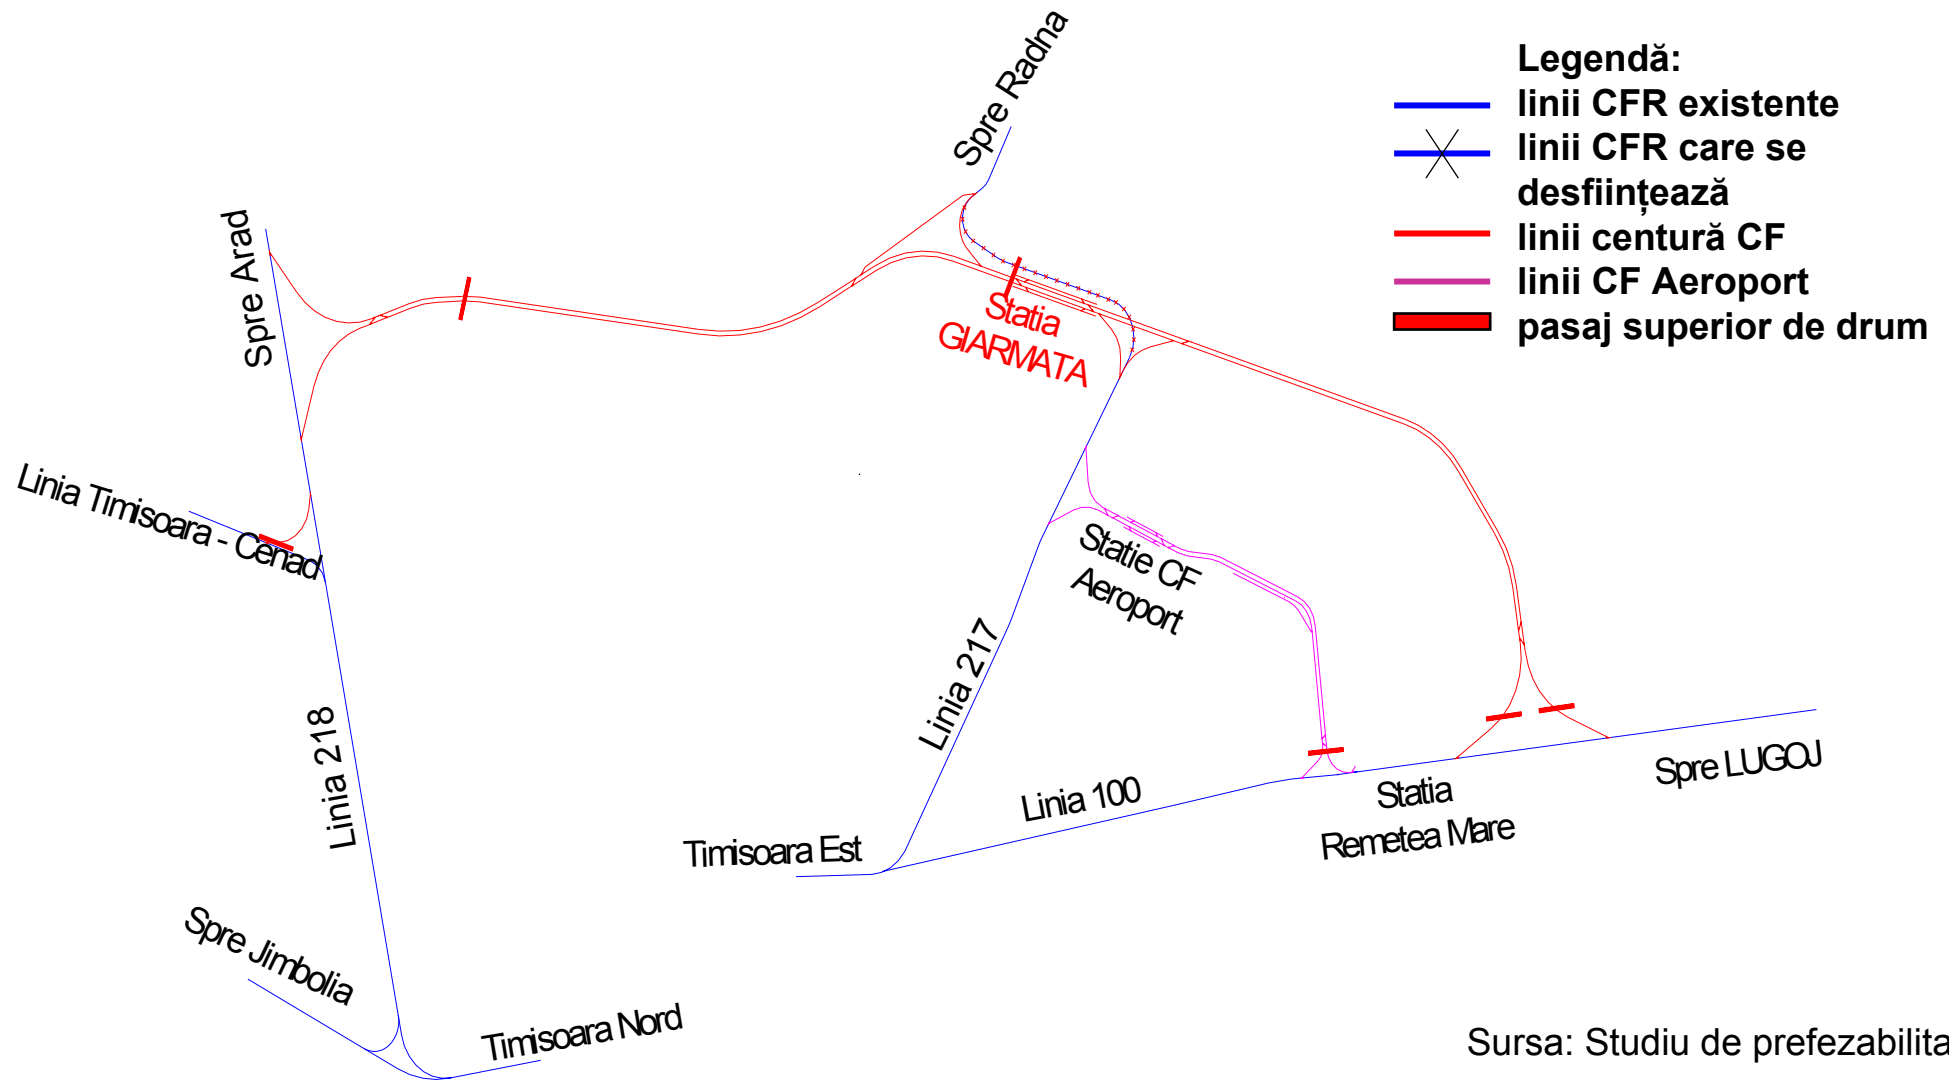 Legendă:
linii CFR existente
linii CFR care se
desființează
linii centură CF
linii CF Aeroport
pasaj superior de drum
Spre Radna
Spre Arad
Statia
GIARMATA
Linia Timisoara - Cenad
Statie CF
Aeroport
Linia 217
Linia 218
Linia 100
Spre LUGOJ
Statia
Remetea Mare
Timisoara Est
Spre Jimbolia
Timisoara Nord
Sursa: Studiu de prefezabilita